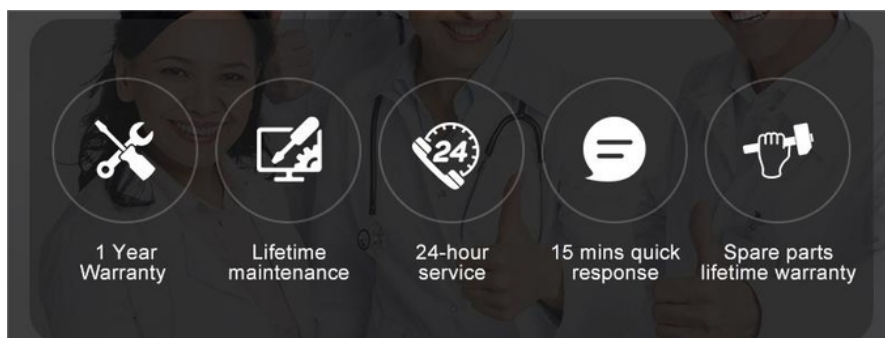 24
1 Year
Warranty
Lifetime
maintenance
24-hour
service
15 mins quick
response
Spare parts
lifetime warranty